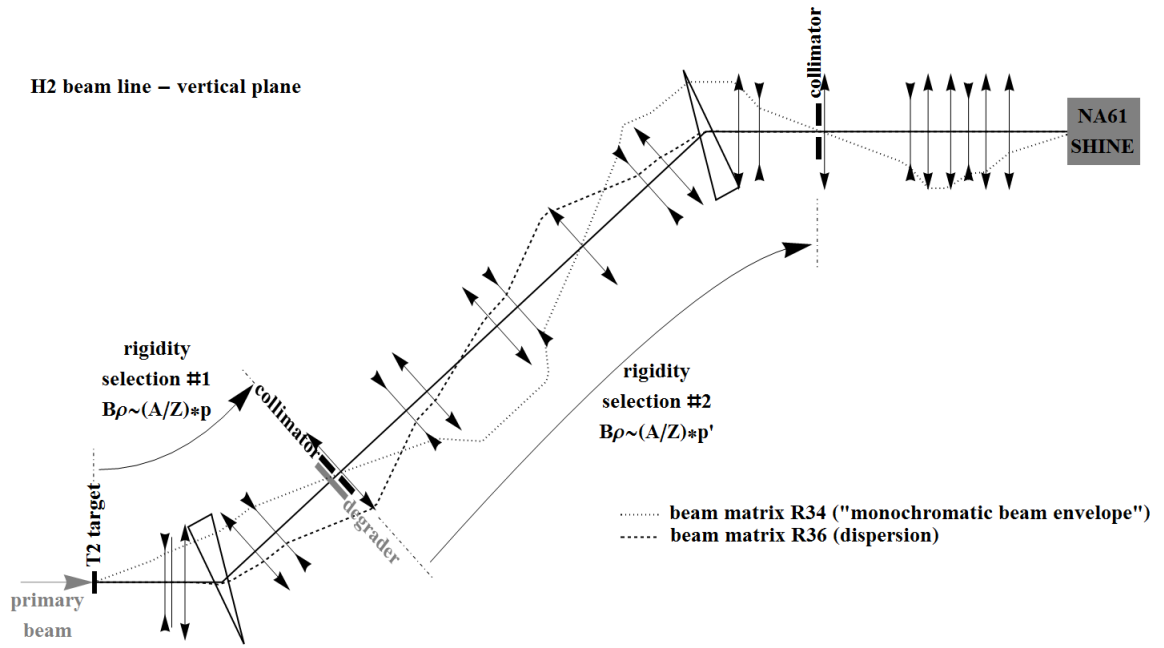 H2 beam line – vertical plane
collimator
NA61
SHINE
rigidity
selection #1
Bρ~(A/Z)*p
collimator
degrader
rigidity
selection #2
Bρ~(A/Z)*p'
T2 target
primary
beam
beam matrix R34 ("monochromatic beam envelope")
beam matrix R36 (dispersion)